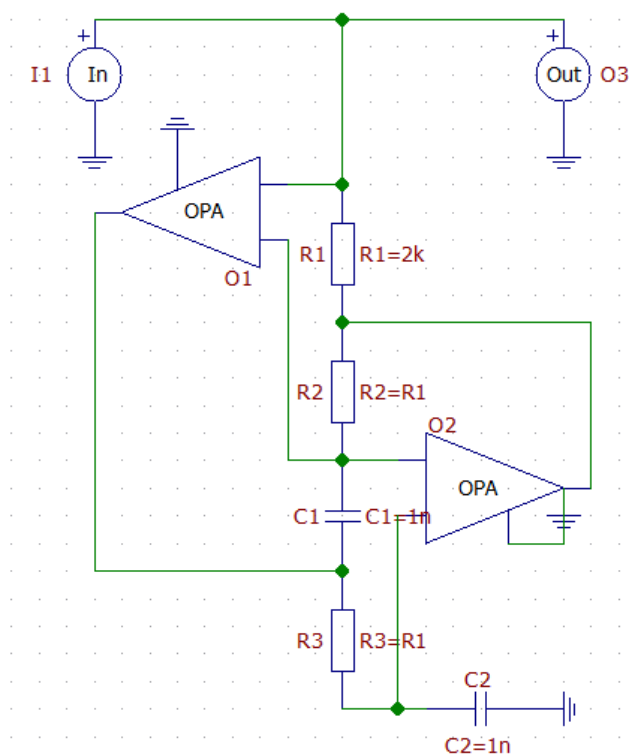 +
+
I1
In
Out
O3
OPA
O1
R1
R1=2k
R2
R2=R1
O2
OPA
C1
C1=1n
R3
R3=R1
C2
C2=1n